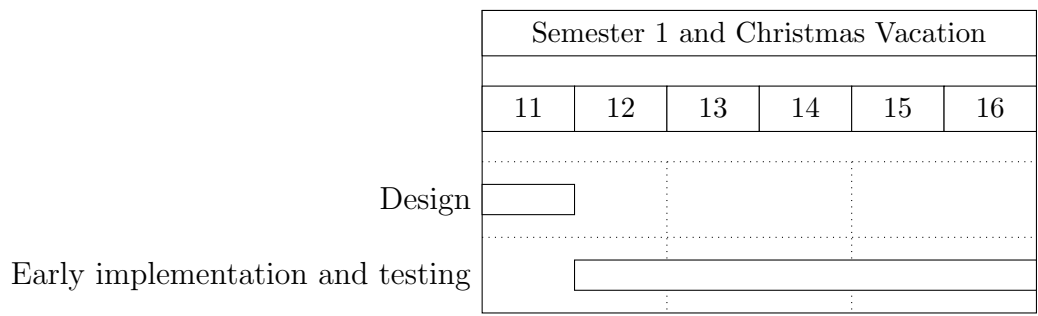 Semester 1 and Christmas Vacation
11 12 13 14 15 16
Design
Early implementation and testing